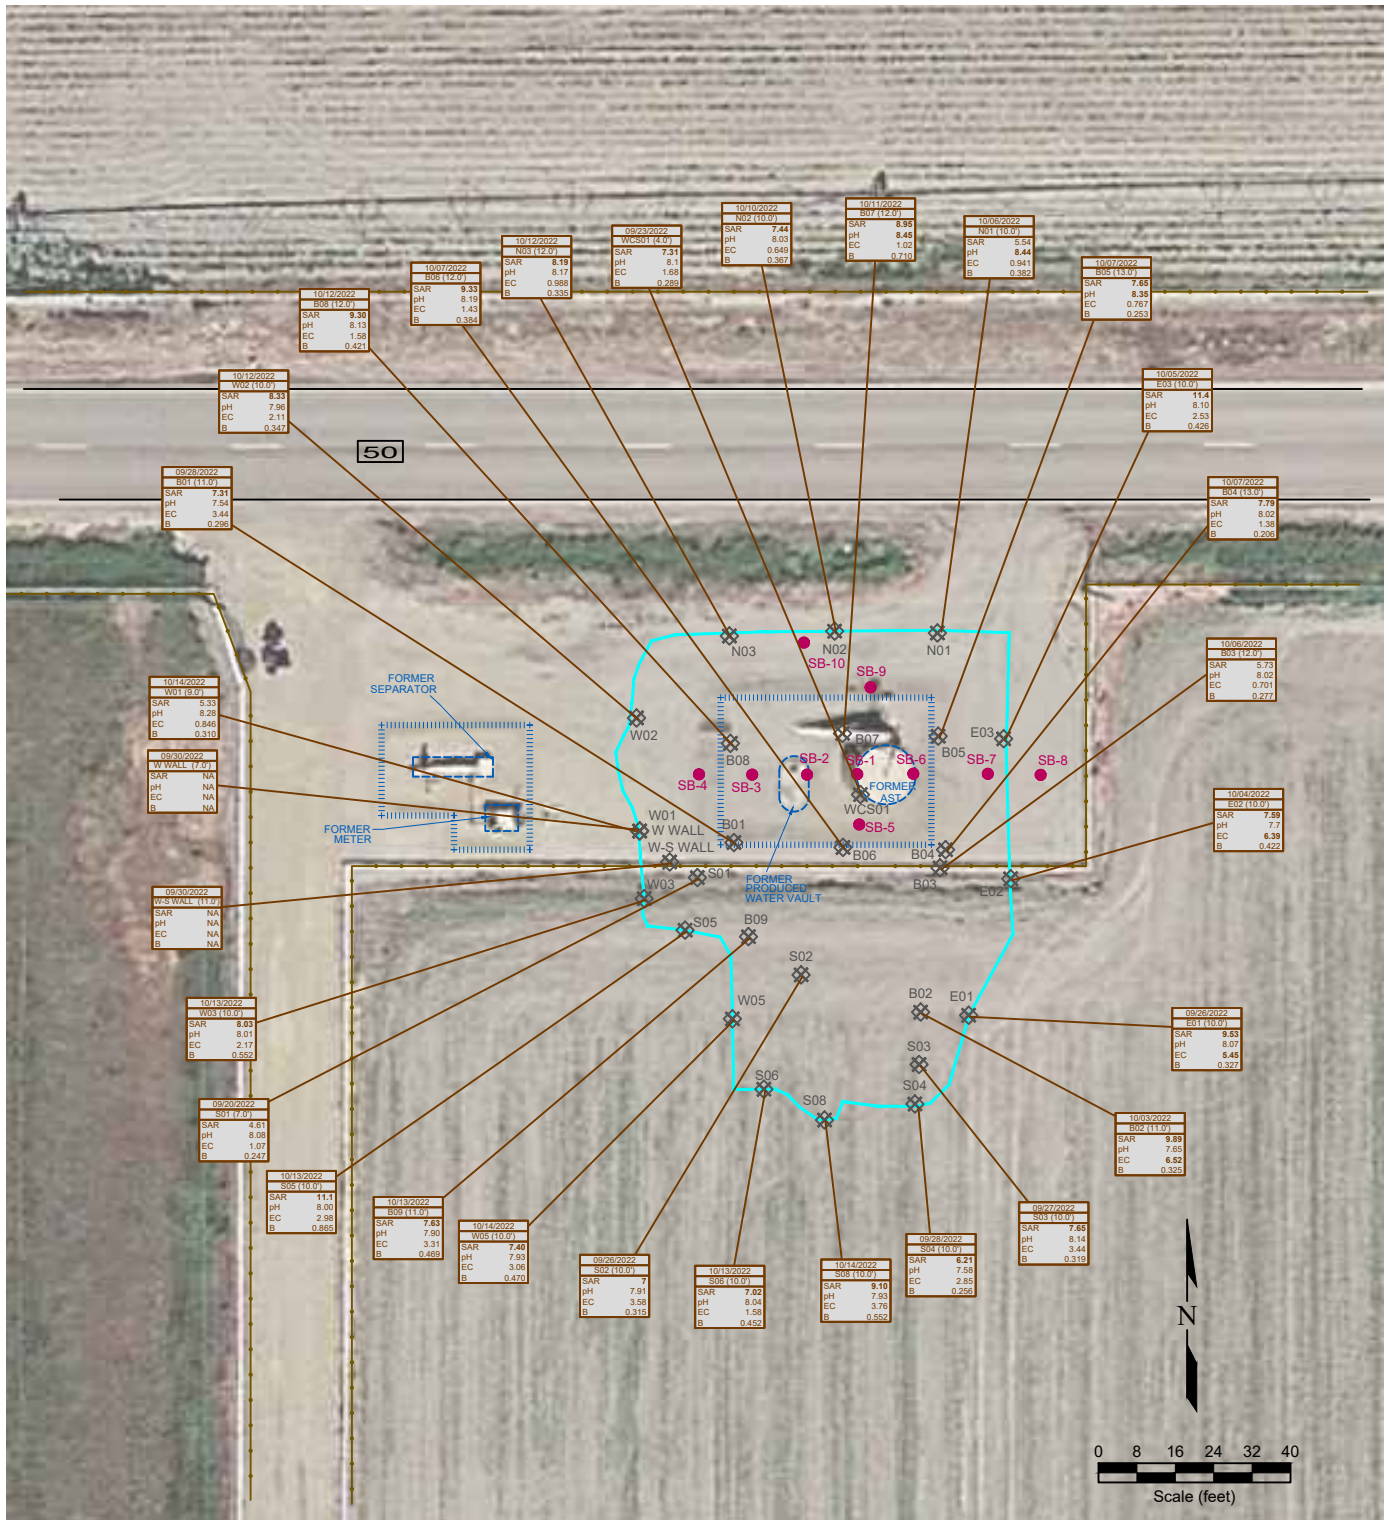 10/10/2022
N02 (10.0')
SAR 7.44
pH 8.03
EC 0.649
B 0.367
10/11/2022
B07 (12.0')
SAR 8.95
pH 8.45
EC 1.02
B 0.710
10/06/2022
N01 (10.0')
SAR 5.54
pH 8.44
EC 0.941
B 0.382
09/23/2022
WCS01 (4.0')
SAR 7.31
pH 8.1
EC 1.68
B 0.289
10/12/2022
N03 (12.0')
SAR 8.19
pH 8.17
EC 0.988
B 0.335
10/07/2022
B06 (12.0')
SAR 9.33
pH 8.19
EC 1.43
B 0.384
10/07/2022
B05 (13.0')
SAR 7.65
pH 8.35
EC 0.767
B 0.253
10/12/2022
B08 (12.0')
SAR 9.30
pH 8.13
EC 1.58
B 0.421
10/12/2022
W02 (10.0')
SAR 8.33
pH 7.96
EC 2.11
B 0.347
10/05/2022
E03 (10.0')
SAR 11.4
pH 8.10
EC 2.53
B 0.426
50
09/28/2022
B01 (11.0')
SAR 7.31
pH 7.54
EC 3.44
B 0.296
10/07/2022
B04 (13.0')
SAR 7.79
pH 8.02
EC 1.38
B 0.206
10/06/2022
B03 (12.0')
SAR 5.73
pH 8.02
EC 0.701
B 0.277
10/14/2022
W01 (9.0')
SAR 5.33
pH 8.28
EC 0.846
B 0.310
09/30/2022
W WALL (7.0')
SAR NA
pH NA
EC NA
B NA
FORMER
SEPARATOR
FORMER
METER
N03
N02
N01
SB-10
SB-9
W02
B08
B07
B05
E03
SB-4
SB-3
SB-2
SB-1
SB-6
SB-7
SB-8
FORMER
AST
WCS01
SB-5
W01
W WALL
W-S WALL
B01
B06
B04
B03
E02
S01
W03
FORMER
PRODUCED
WATER VAULT
S05
B09
S02
W05
B02
E01
S03
S06
S08
S04
10/04/2022
E02 (10.0')
SAR 7.59
pH 7.7
EC 6.39
B 0.422
09/30/2022
W-S WALL (11.0')
SAR NA
pH NA
EC NA
B NA
10/13/2022
W03 (10.0')
SAR 8.03
pH 8.01
EC 2.17
B 0.552
09/26/2022
E01 (10.0')
SAR 9.53
pH 8.07
EC 5.45
B 0.327
09/20/2022
S01 (7.0')
SAR 4.61
pH 8.08
EC 1.07
B 0.247
10/03/2022
B02 (11.0')
SAR 9.89
pH 7.65
EC 6.52
B 0.325
10/13/2022
S05 (10.0')
SAR 11.1
pH 8.00
EC 2.98
B 0.865
10/13/2022
B09 (11.0')
SAR 7.63
pH 7.90
EC 3.31
B 0.469
10/14/2022
W05 (10.0')
SAR 7.40
pH 7.93
EC 3.06
B 0.470
09/26/2022
S02 (10.0')
SAR 7
pH 7.91
EC 3.58
B 0.315
10/13/2022
S06 (10.0')
SAR 7.02
pH 8.04
EC 1.58
B 0.452
10/14/2022
S08 (10.0')
SAR 9.10
pH 7.93
EC 3.76
B 0.552
09/28/2022
S04 (10.0')
SAR 6.21
pH 7.58
EC 2.85
B 0.256
09/27/2022
S03 (10.0')
SAR 7.65
pH 8.14
EC 3.44
B 0.319
N
0 8 16 24 32 40
Scale (feet)